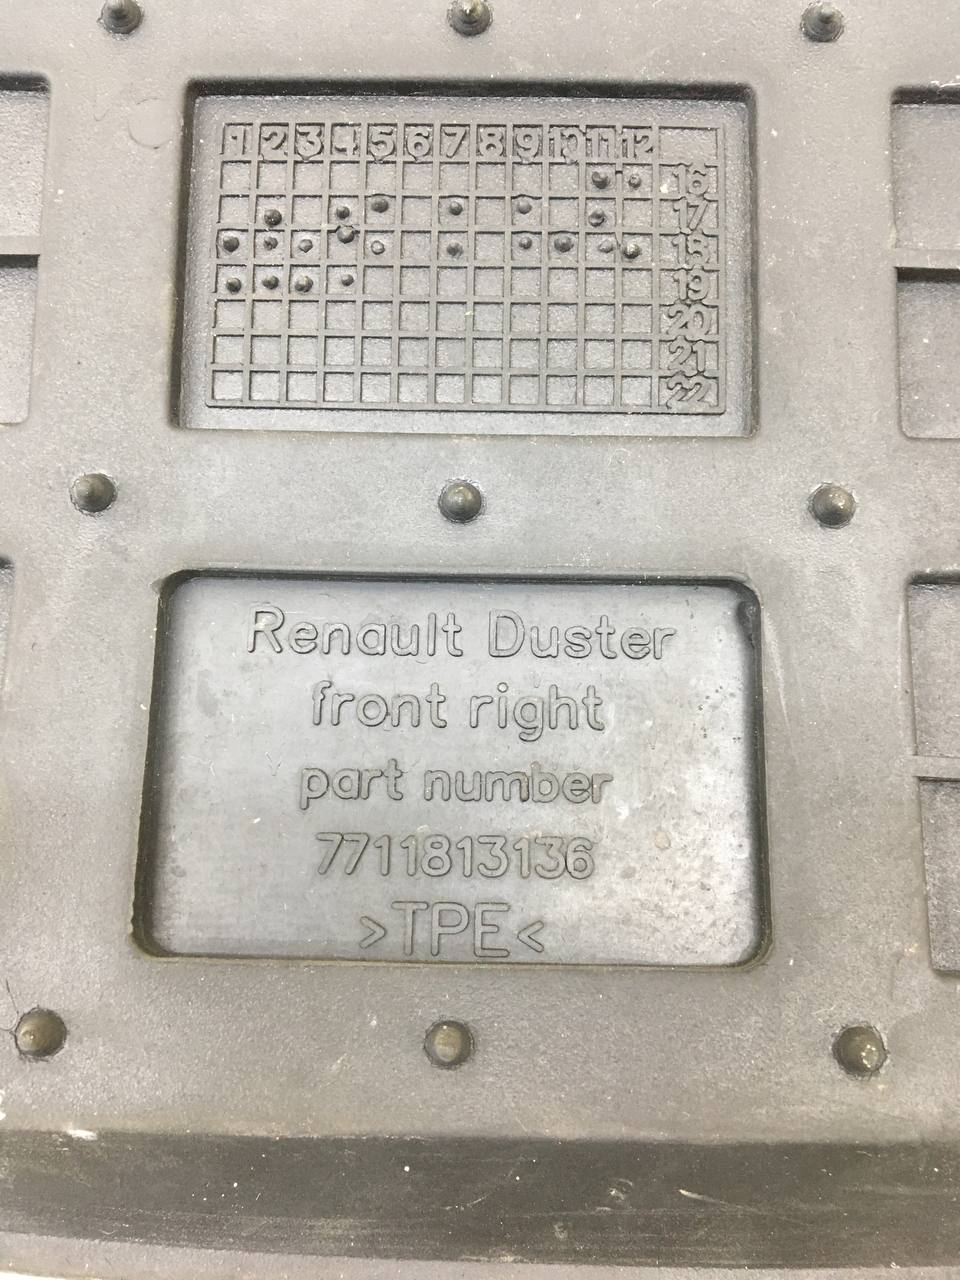 1 2 3 4 5 6 7 8 9 10 11 12
16
17
18
19
20
21
22
Renault Duster
front right
part number
7711813136
>TPE<